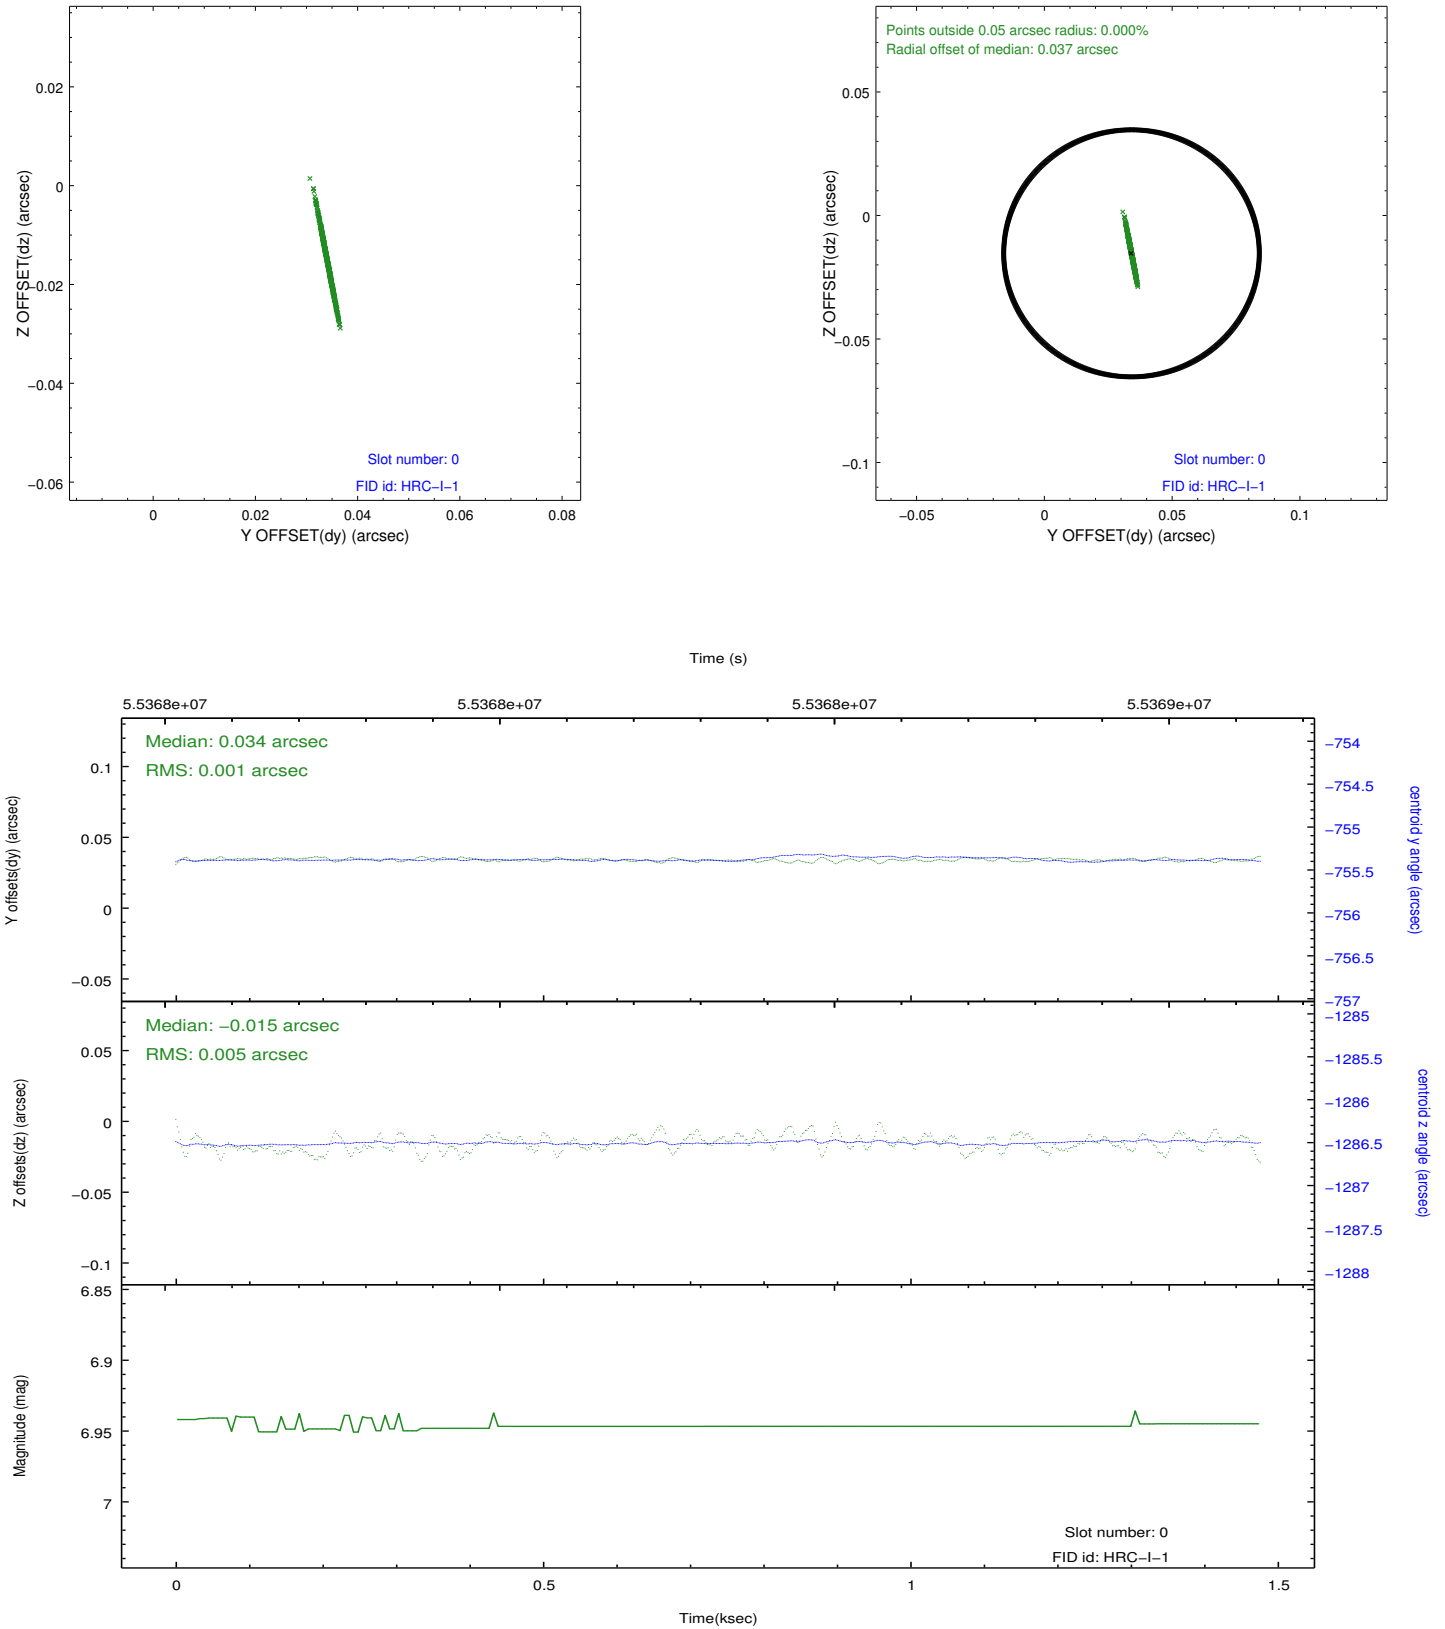 0.02
0
−0.02
−0.04
−0.06
Z OFFSET(dz) (arcsec)
Slot number: 0
FID id: HRC−I−1
0
0.02
0.04
0.06
0.08
Y OFFSET(dy) (arcsec)
Points outside 0.05 arcsec radius: 0.000%
Radial offset of median: 0.037 arcsec
0.05
0
−0.05
−0.1
Z OFFSET(dz) (arcsec)
Slot number: 0
FID id: HRC−I−1
−0.05
0
0.05
0.1
Y OFFSET(dy) (arcsec)
Time (s)
5.5368e+07
5.5368e+07
5.5368e+07
5.5369e+07
Median: 0.034 arcsec
RMS: 0.001 arcsec
0.1
0.05
0
−0.05
Y offsets(dy) (arcsec)
−754
−754.5
−755
−755.5
−756
−756.5
−757
centroid y angle (arcsec)
Median: −0.015 arcsec
RMS: 0.005 arcsec
0.05
0
−0.05
−0.1
Z offsets(dz) (arcsec)
−1285
−1285.5
−1286
−1286.5
−1287
−1287.5
−1288
centroid z angle (arcsec)
6.85
6.9
6.95
7
Magnitude (mag)
Slot number: 0
FID id: HRC−I−1
0
0.5
1
1.5
Time(ksec)